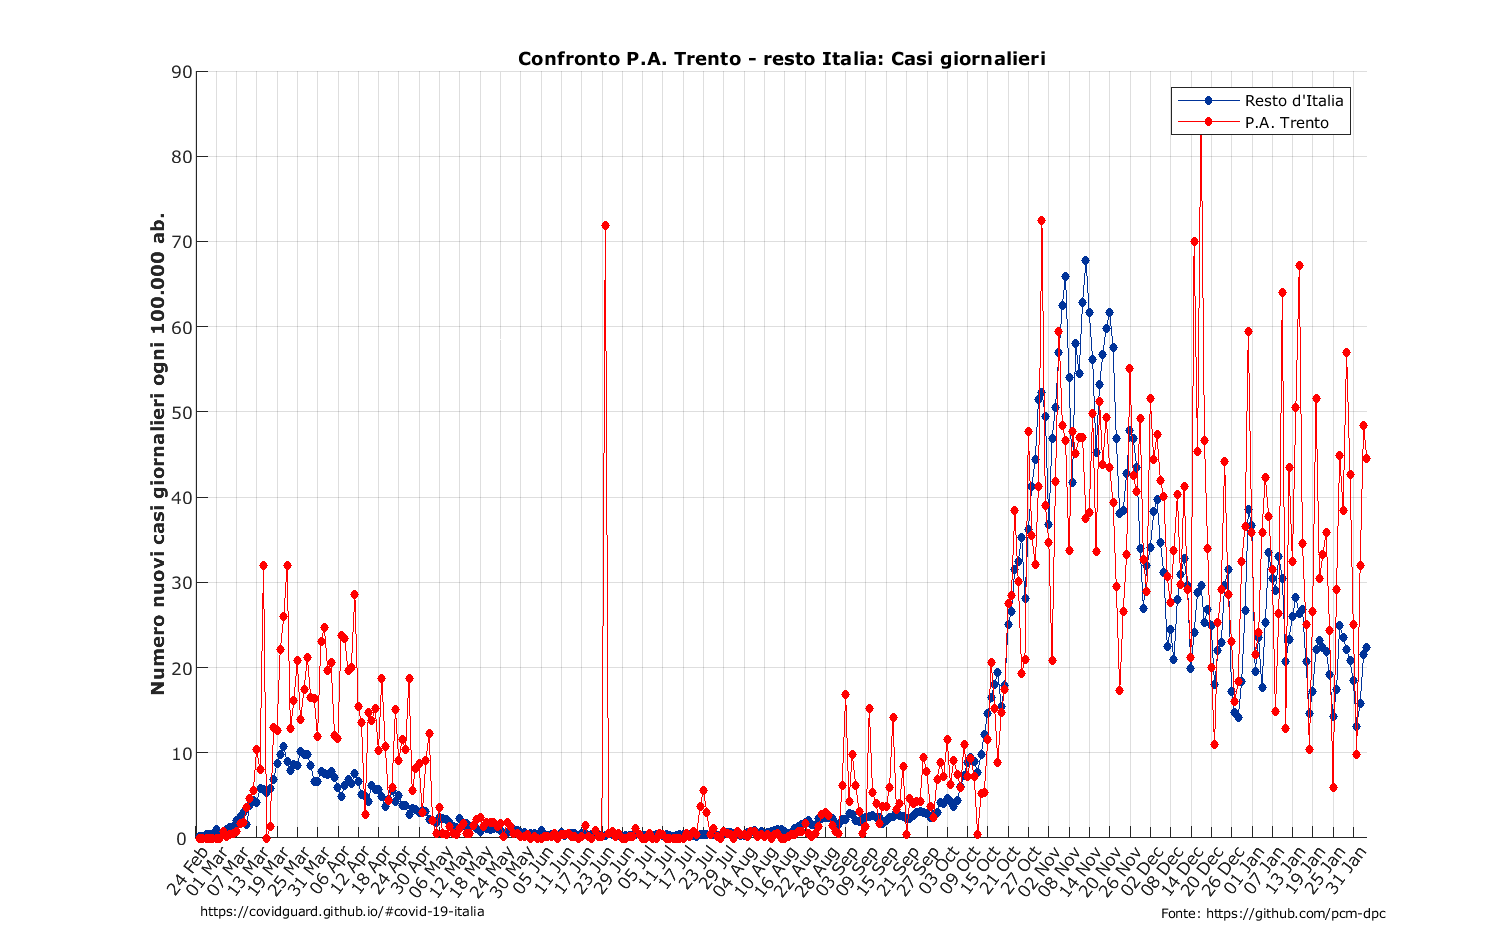 Confronto P.A. Trento - resto Italia: Casi giornalieri
Resto d'Italia
P.A. Trento
Numero nuovi casi giornalieri ogni 100.000 ab.
90
80
70
60
50
40
30
20
10
0
24 Feb
01 Mar
07 Mar
13 Mar
19 Mar
25 Mar
31 Mar
06 Apr
12 Apr
18 Apr
24 Apr
30 Apr
06 May
12 May
18 May
24 May
30 May
05 Jun
11 Jun
17 Jun
23 Jun
29 Jun
05 Jul
11 Jul
17 Jul
23 Jul
29 Jul
04 Aug
10 Aug
16 Aug
22 Aug
28 Aug
03 Sep
09 Sep
15 Sep
21 Sep
27 Sep
03 Oct
09 Oct
15 Oct
21 Oct
27 Oct
02 Nov
08 Nov
14 Nov
20 Nov
26 Nov
02 Dec
08 Dec
14 Dec
20 Dec
26 Dec
01 Jan
07 Jan
13 Jan
19 Jan
25 Jan
31 Jan
https://covidguard.github.io/#covid-19-italia
Fonte: https://github.com/pcm-dpc